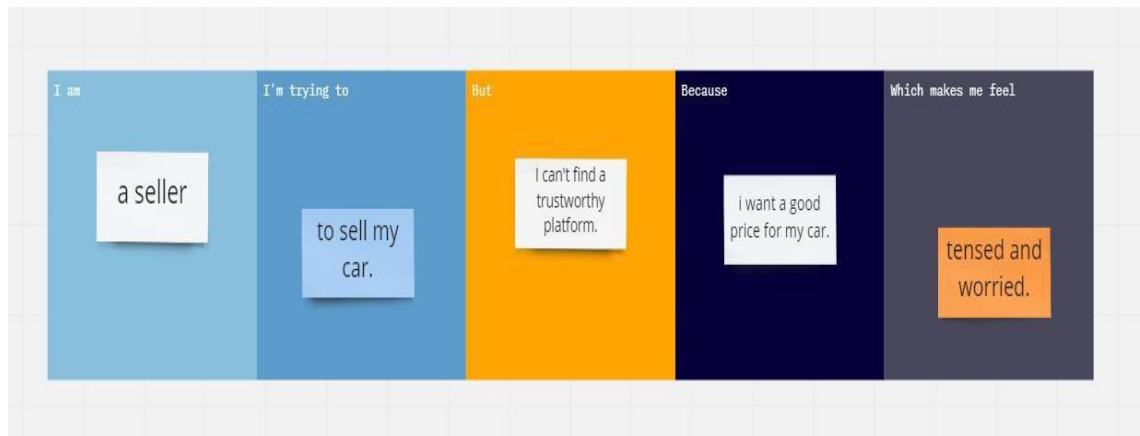 I am
a seller
I'm trying to
to sell my
car.
But
I can't find a
trustworthy
platform.
Because
i want a good
price for my car.
Which makes me feel
tensed and
worried.